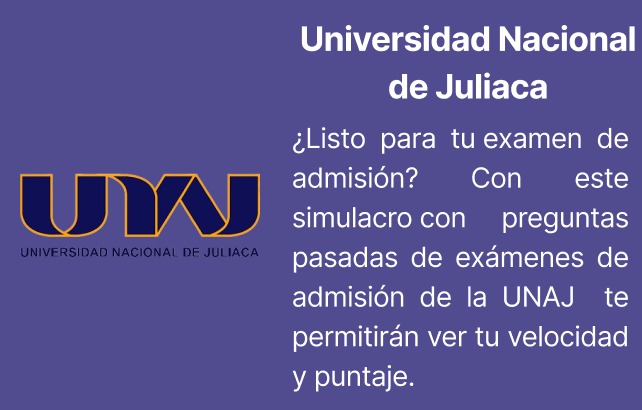 Universidad Nacional
de Juliaca
¿Listo para tu examen de
admisión? Con este
simulacro con preguntas
pasadas de exámenes de
admisión de la UNAJ te
permitirán ver tu velocidad
y puntaje.
UNAJ
UNIVERSIDAD NACIONAL DE JULIACA